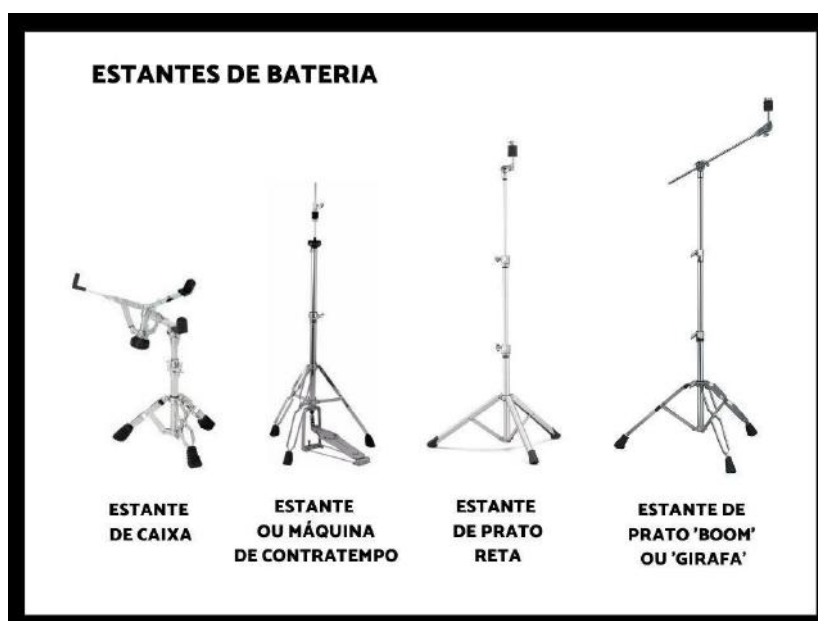 ESTANTES DE BATERIA
ESTANTE
DE CAIXA
ESTANTE
OU MÁQUINA
DE CONTRATEMPO
ESTANTE
DE PRATO
RETA
ESTANTE DE
PRATO 'BOOM'
OU 'GIRAFA'